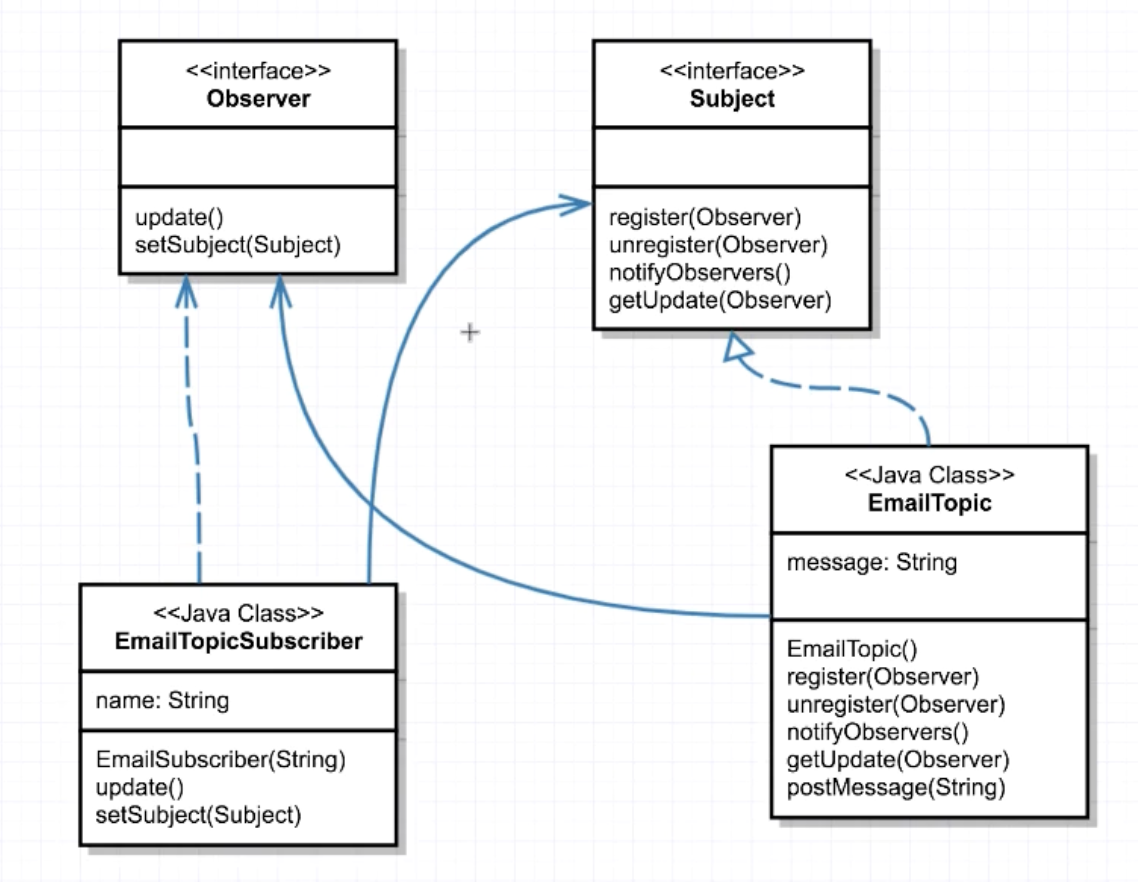 <<interface>>
Observer
update()
setSubject(Subject)
<<interface>>
Subject
register(Observer)
unregister(Observer)
notifyObservers()
getUpdate(Observer)
<<Java Class>>
EmailTopicSubscriber
name: String
EmailSubscriber(String)
update()
setSubject(Subject)
<<Java Class>>
EmailTopic
message: String
EmailTopic()
register(Observer)
unregister(Observer)
notifyObservers()
getUpdate(Observer)
postMessage(String)